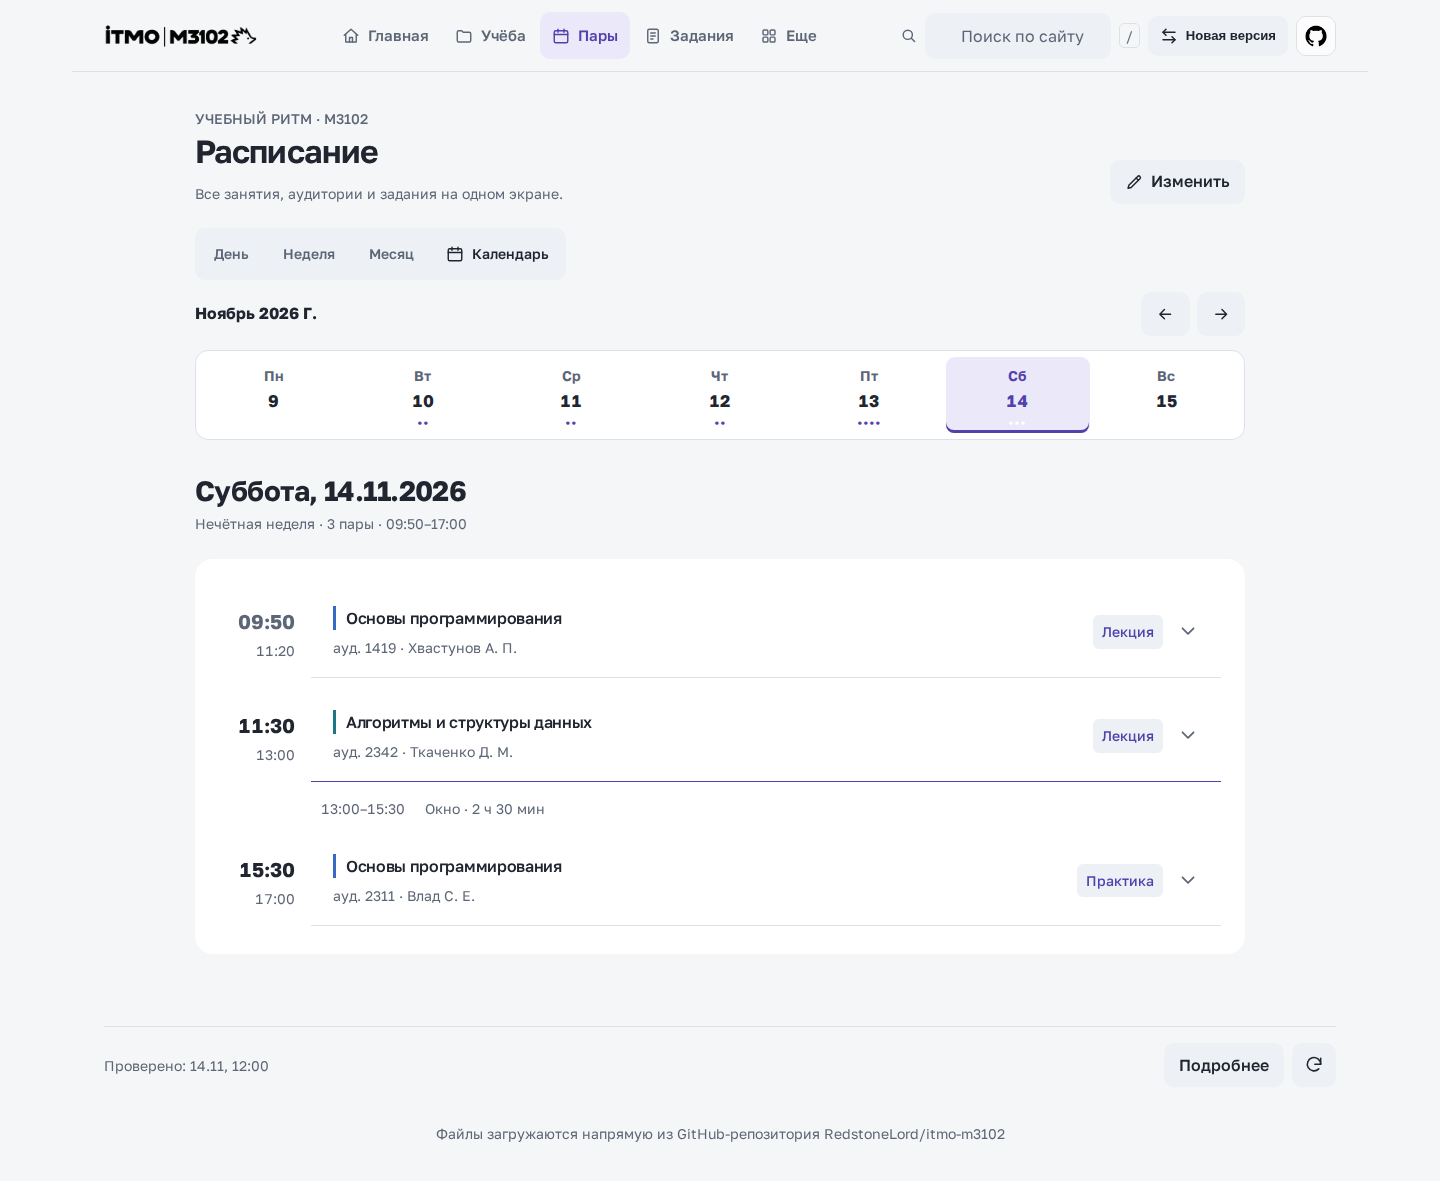 iTMO | M3102
Главная
Учёба
Пары
Задания
Еще
Поиск по сайту
/
Новая версия
УЧЕБНЫЙ РИТМ · M3102
Расписание
Все занятия, аудитории и задания на одном экране.
Изменить
День
Неделя
Месяц
Календарь
Ноябрь 2026 Г.
Пн
9
Вт
10
Ср
11
Чт
12
Пт
13
Сб
14
Вс
15
Суббота, 14.11.2026
Нечётная неделя · 3 пары · 09:50–17:00
09:50
11:20
Основы программирования
ауд. 1419 · Хвастунов А. П.
Лекция
11:30
13:00
Алгоритмы и структуры данных
ауд. 2342 · Ткаченко Д. М.
Лекция
13:00–15:30 Окно · 2 ч 30 мин
15:30
17:00
Основы программирования
ауд. 2311 · Влад С. Е.
Практика
Проверено: 14.11, 12:00
Подробнее
Файлы загружаются напрямую из GitHub-репозитория RedstoneLord/itmo-m3102